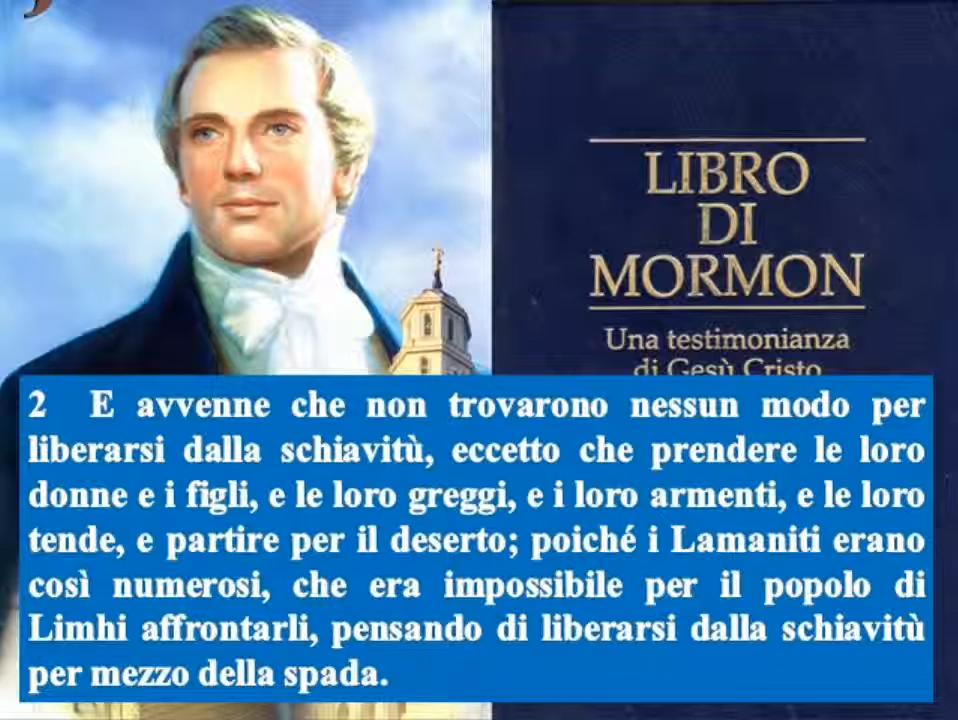 LIBRO
DI
MORMON
Una testimonianza
di Gesù Cristo
2 E avvenne che non trovarono nessun modo per
liberarsi dalla schiavitù, eccetto che prendere le loro
donne e i figli, e le loro greggi, e i loro armenti, e le loro
tende, e partire per il deserto; poiché i Lamaniti erano
così numerosi, che era impossibile per il popolo di
Limhi affrontarli, pensando di liberarsi dalla schiavitù
per mezzo della spada.